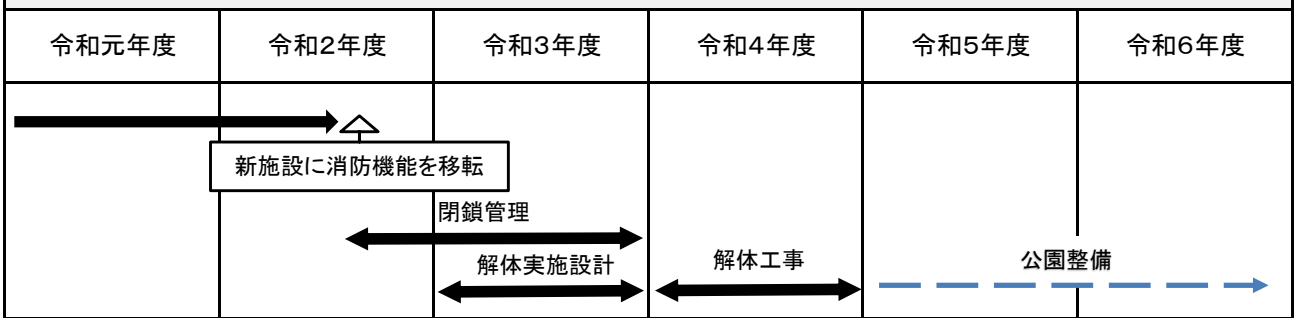 令和元年度
令和２年度
令和３年度
令和４年度
令和５年度
令和６年度
新施設に消防機能を移転
閉鎖管理
解体実施設計
解体工事
公園整備